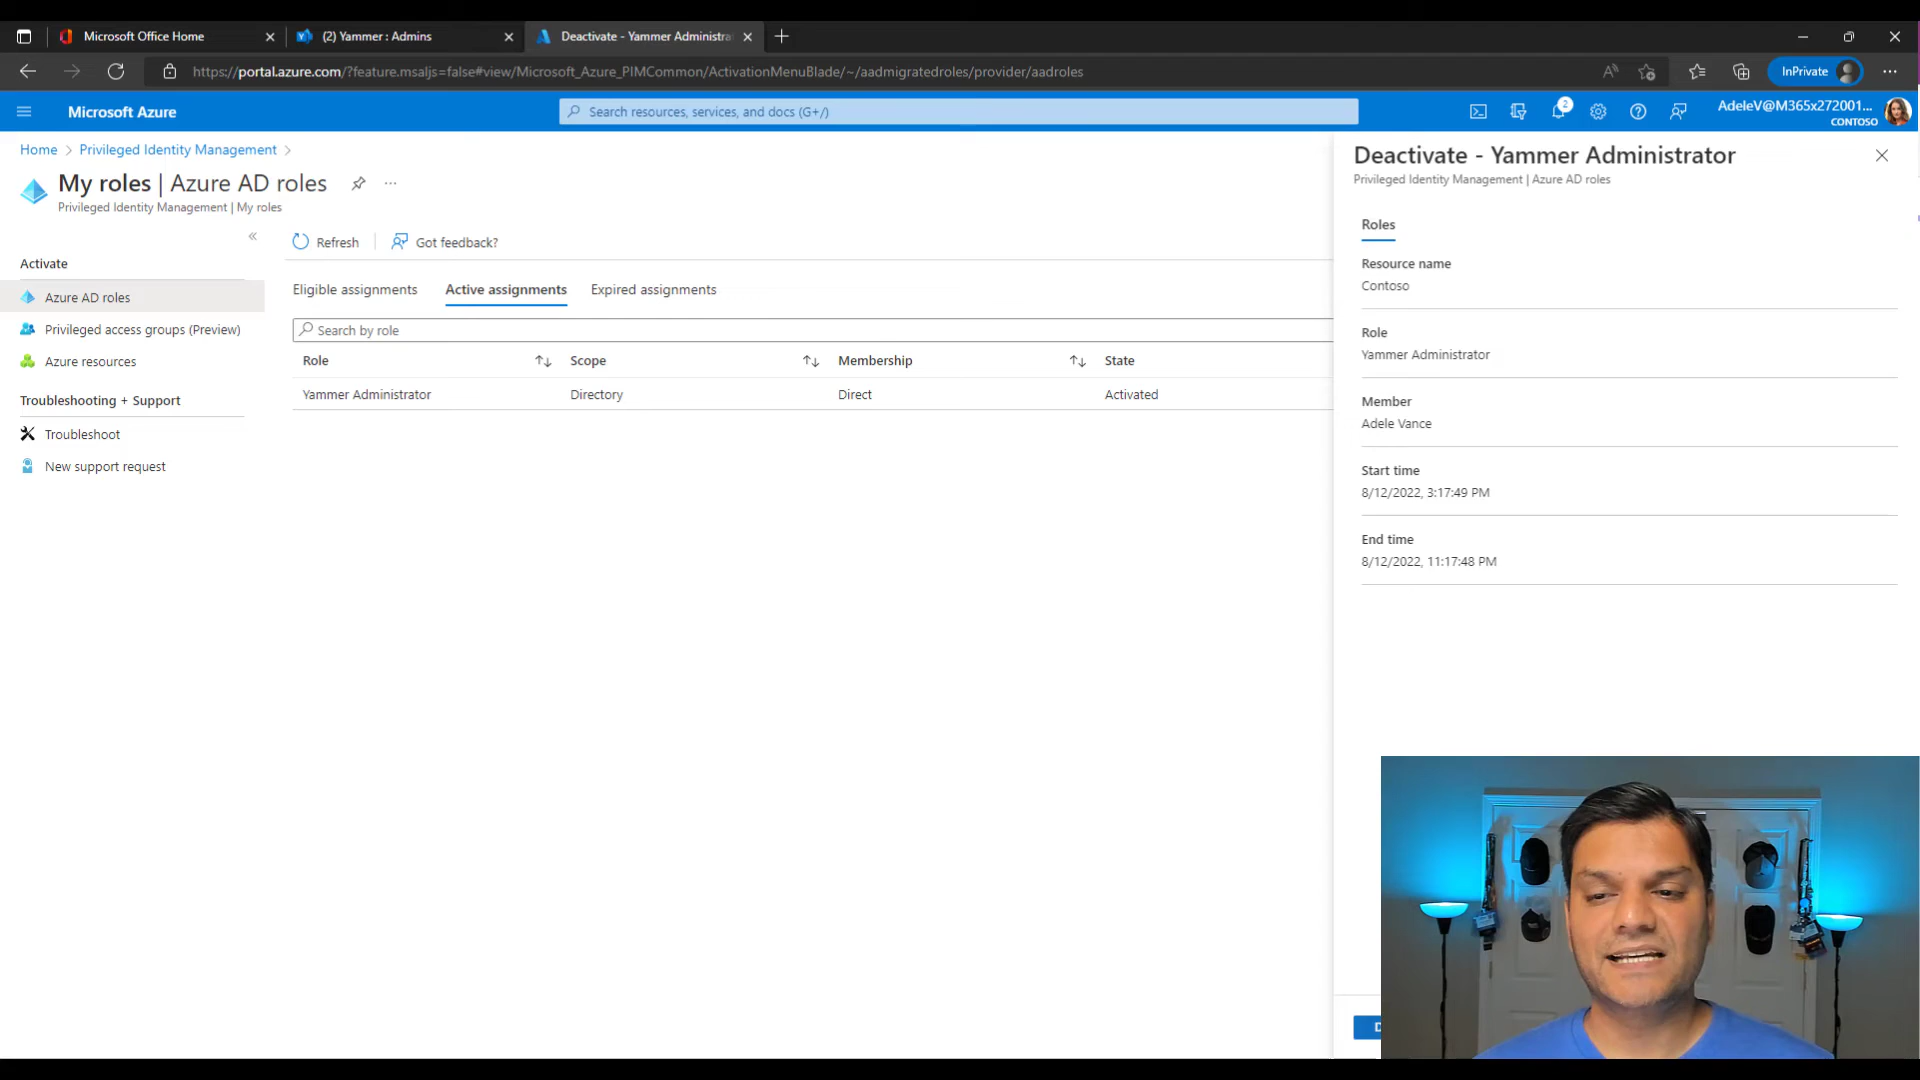 Microsoft Office Home
(2) Yammer : Admins
Deactivate - Yammer Administra
https://portal.azure.com/?feature.msaljs=false#view/Microsoft_Azure_PIMCommon/ActivationMenuBlade/~/aadmigratedroles/provider/aadroles
InPrivate
Microsoft Azure
Search resources, services, and docs (G+/)
2
AdeleV@M365x272001...
CONTOSO
Home > Privileged Identity Management >
My roles | Azure AD roles
Privileged Identity Management | My roles
Activate
Azure AD roles
Privileged access groups (Preview)
Azure resources
Troubleshooting + Support
Troubleshoot
New support request
Refresh
Got feedback?
Eligible assignments
Active assignments
Expired assignments
Search by role
Role Scope Membership State
Yammer Administrator Directory Direct Activated
Deactivate - Yammer Administrator
Privileged Identity Management | Azure AD roles
Roles
Resource name
Contoso
Role
Yammer Administrator
Member
Adele Vance
Start time
8/12/2022, 3:17:49 PM
End time
8/12/2022, 11:17:48 PM